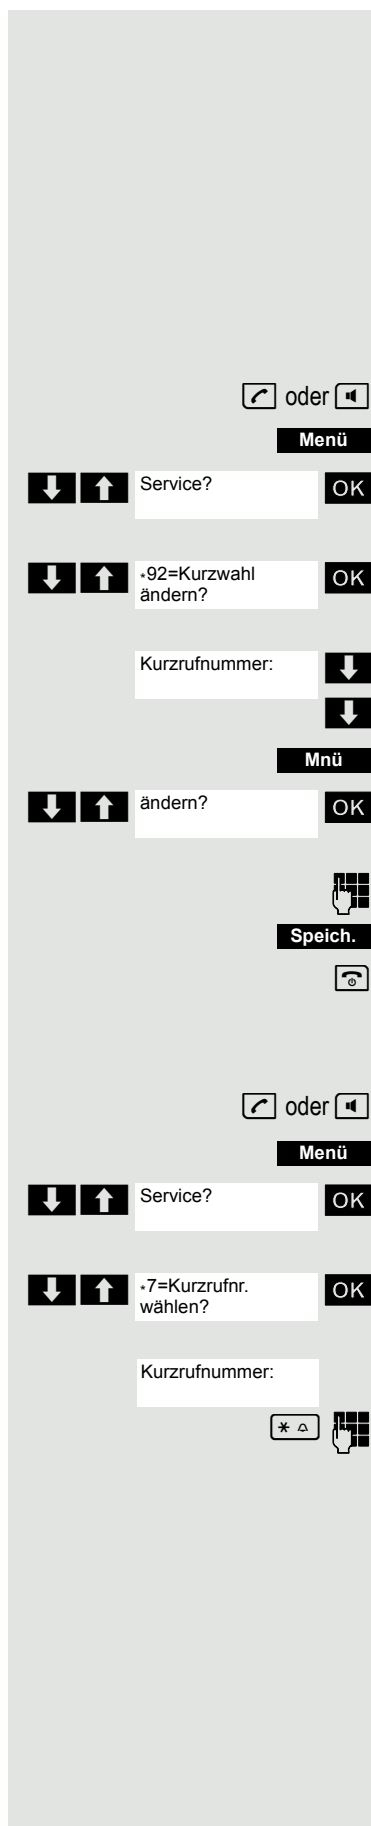 oder
Menü
Service? OK
*92=Kurzwahl OK
ändern?
Kurzrufnummer:
Mnü
ändern? OK
Speich.
oder
Menü
Service? OK
*7=Kurzrufnr. OK
wählen?
Kurzrufnummer:
*